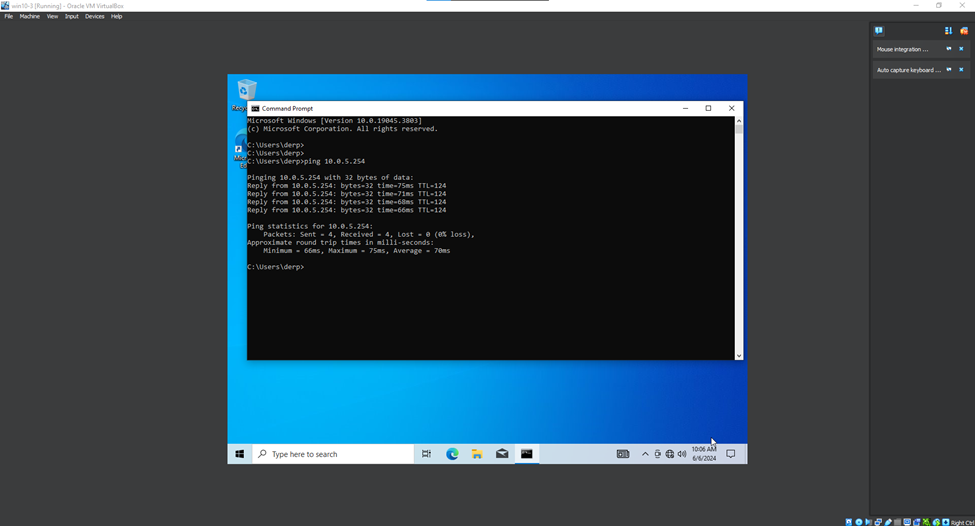 win10-3 [Running] - Oracle VM VirtualBox
File Machine View Input Devices Help
Mouse integration ...
Auto capture keyboard ...
Command Prompt
Microsoft Windows [Version 10.0.19045.3803]
(c) Microsoft Corporation. All rights reserved.
C:\Users\derp>
C:\Users\derp>
C:\Users\derp>ping 10.0.5.254
Pinging 10.0.5.254 with 32 bytes of data:
Reply from 10.0.5.254: bytes=32 time=75ms TTL=124
Reply from 10.0.5.254: bytes=32 time=71ms TTL=124
Reply from 10.0.5.254: bytes=32 time=68ms TTL=124
Reply from 10.0.5.254: bytes=32 time=66ms TTL=124
Ping statistics for 10.0.5.254:
Packets: Sent = 4, Received = 4, Lost = 0 (0% loss),
Approximate round trip times in milli-seconds:
Minimum = 66ms, Maximum = 75ms, Average = 70ms
C:\Users\derp>
Type here to search
10:06 AM
6/6/2024
Right Ctrl